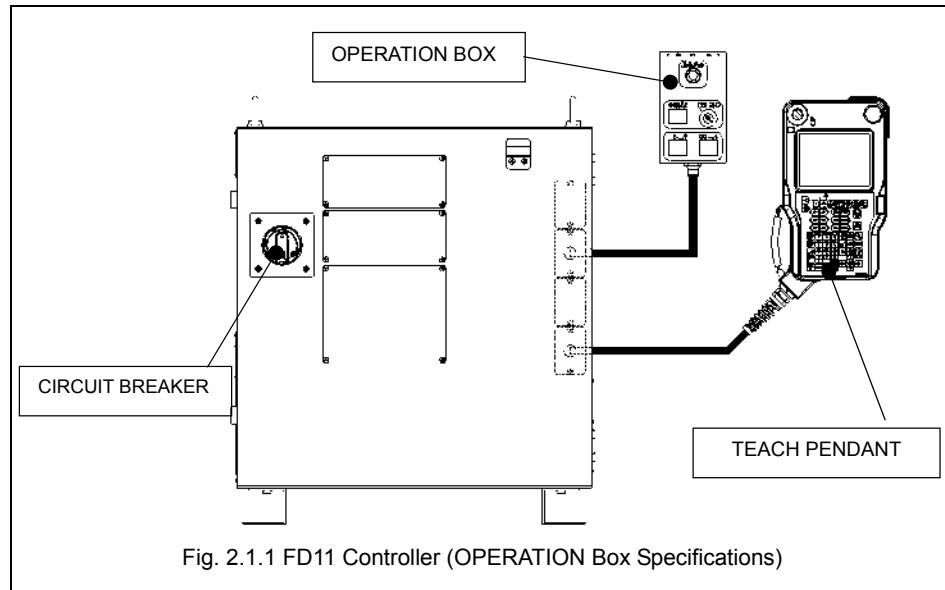 OPERATION BOX
CIRCUIT BREAKER
TEACH PENDANT
Fig. 2.1.1 FD11 Controller (OPERATION Box Specifications)